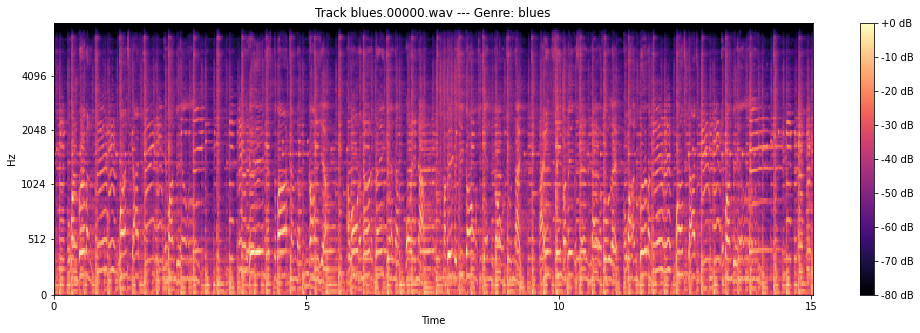 Track blues.00000.wav --- Genre: blues
+0 dB
-10 dB
-20 dB
-30 dB
-40 dB
-50 dB
-60 dB
-70 dB
-80 dB
4096
2048
1024
512
0
Hz
0
5
10
15
Time